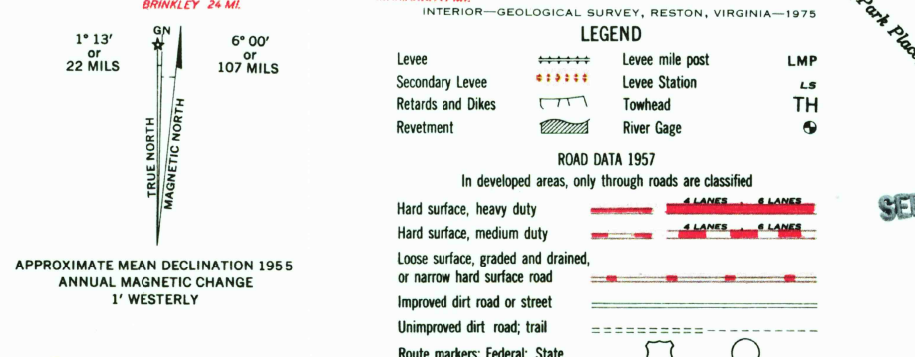 BRINKLEY 24 MI.
INTERIOR—GEOLOGICAL SURVEY, RESTON, VIRGINIA—1975
Park Place
GN
1° 13′
or
22 MILS
6° 00′
or
107 MILS
TRUE NORTH
MAGNETIC NORTH
APPROXIMATE MEAN DECLINATION 1955
ANNUAL MAGNETIC CHANGE
1′ WESTERLY
LEGEND
Levee
Levee mile post LMP
Secondary Levee
Levee Station LS
Retards and Dikes
Towhead TH
Revetment
River Gage
ROAD DATA 1957
In developed areas, only through roads are classified
Hard surface, heavy duty 4 LANES 6 LANES
Hard surface, medium duty 4 LANES 6 LANES
Loose surface, graded and drained,
or narrow hard surface road
Improved dirt road or street
Unimproved dirt road; trail
Route markers: Federal; State